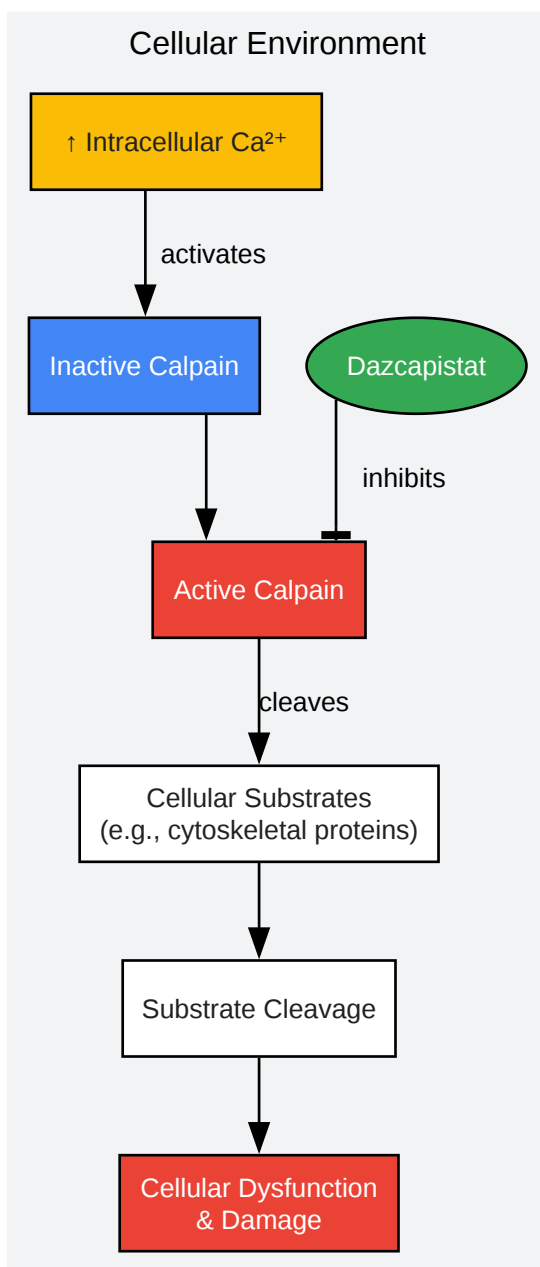 Cellular Environment
↑ Intracellular Ca²⁺
activates
Inactive Calpain
Dazcapistat
inhibits
Active Calpain
cleaves
Cellular Substrates
(e.g., cytoskeletal proteins)
Substrate Cleavage
Cellular Dysfunction
& Damage